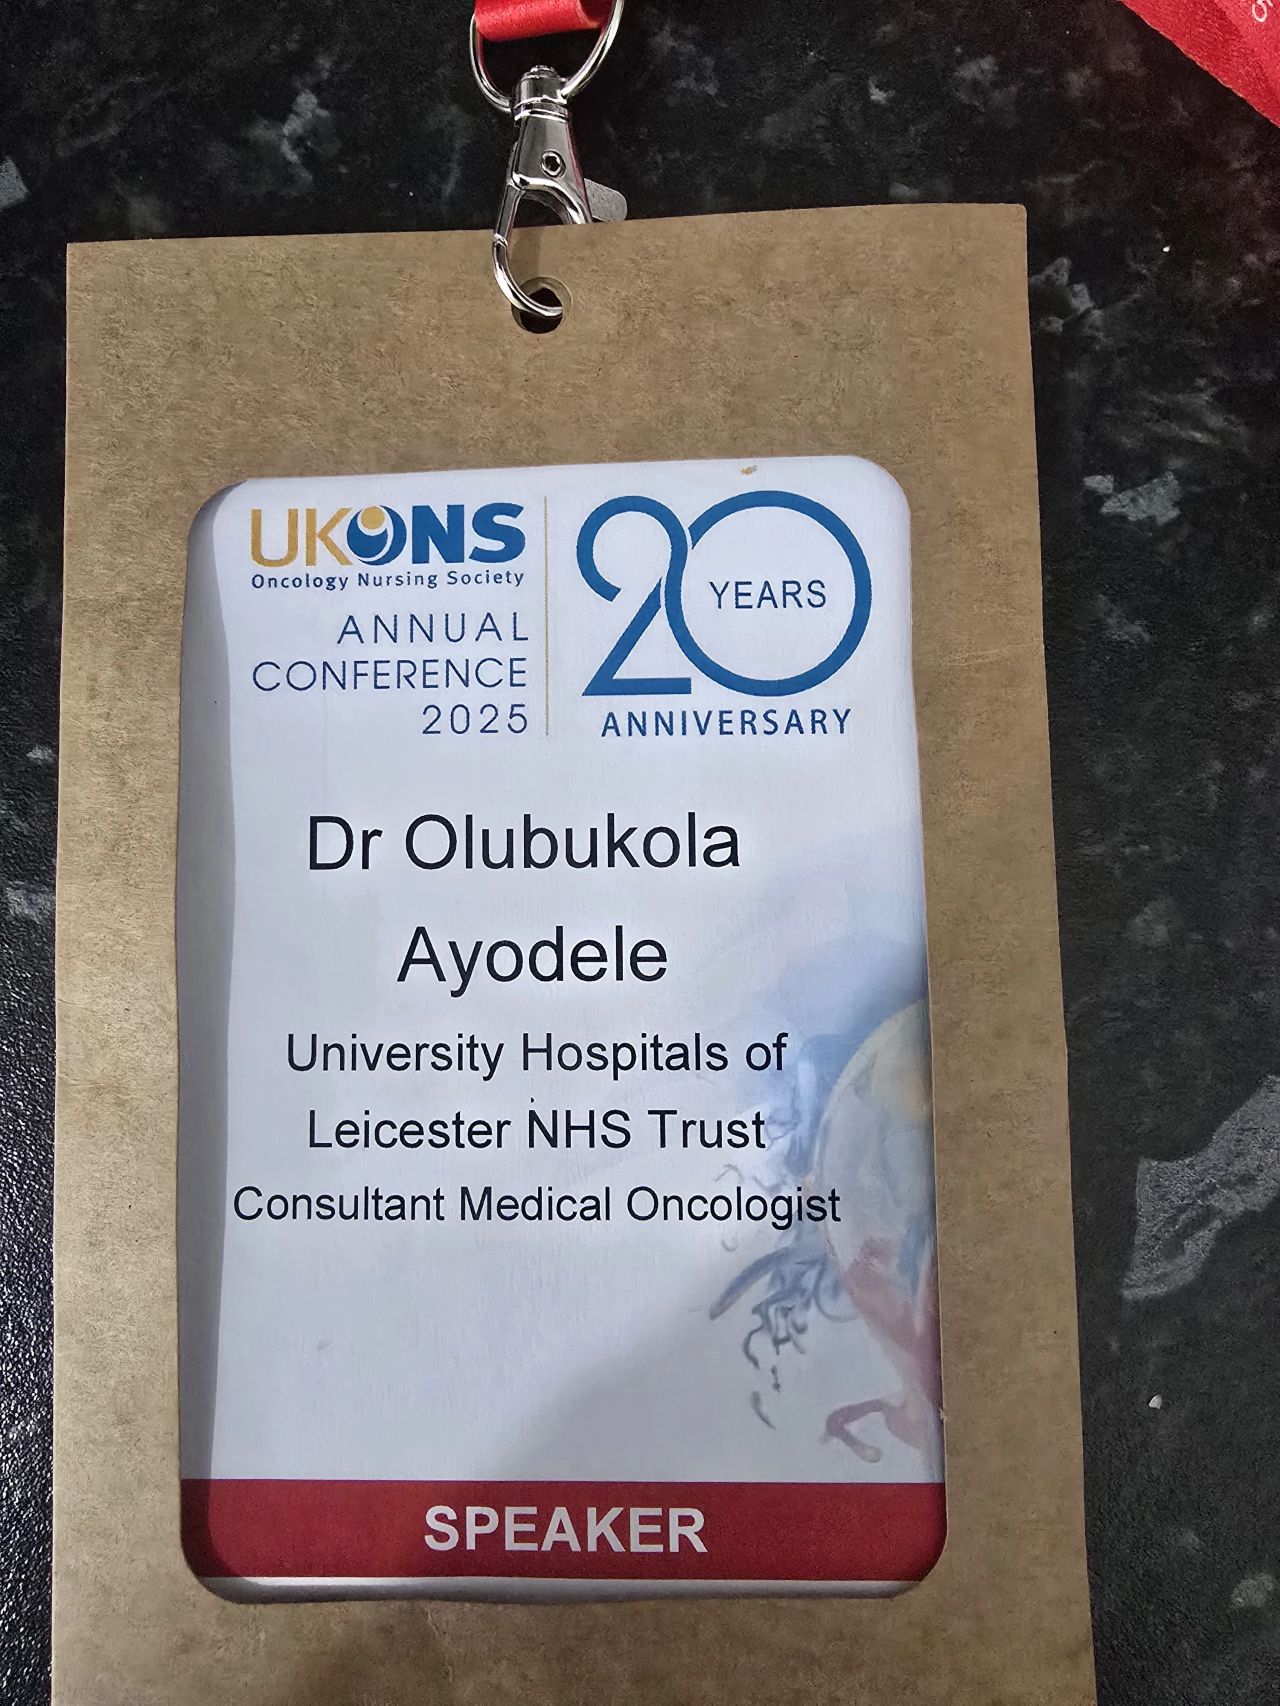 UKONS
Oncology Nursing Society
ANNUAL
CONFERENCE
2025
20
YEARS
ANNIVERSARY
Dr Olubukola
Ayodele
University Hospitals of
Leicester NHS Trust
Consultant Medical Oncologist
SPEAKER